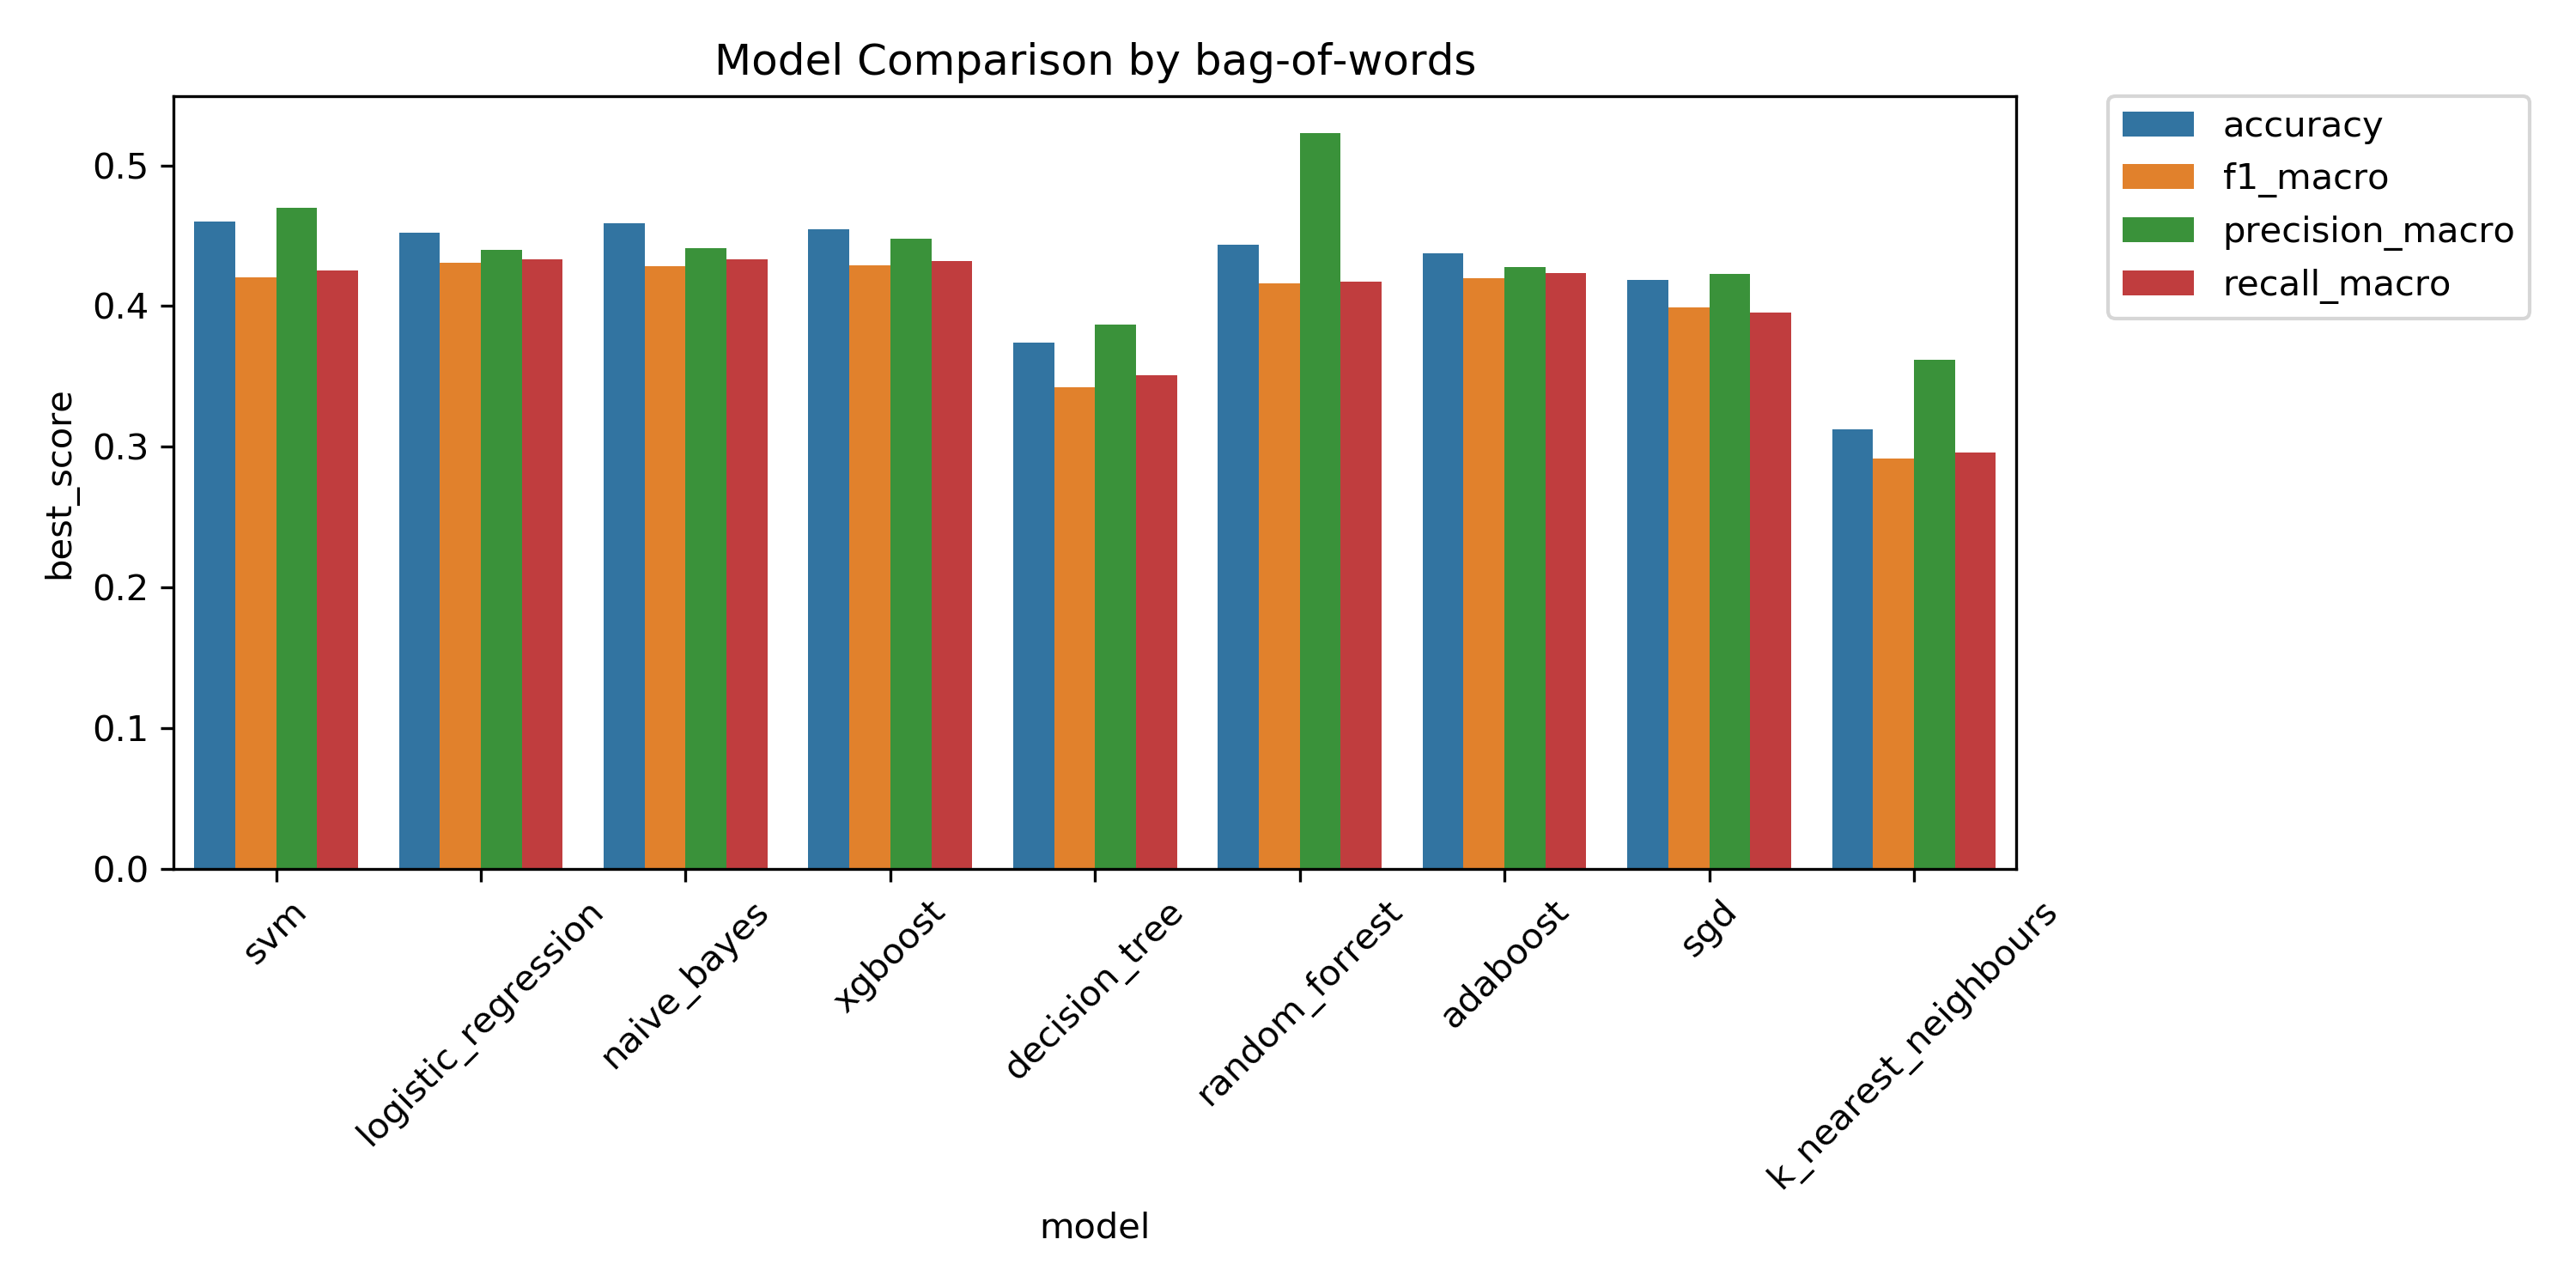 Model Comparison by bag-of-words
accuracy
f1_macro
precision_macro
recall_macro
best_score
0.5
0.4
0.3
0.2
0.1
0.0
svm
logistic_regression
naive_bayes
xgboost
decision_tree
random_forrest
adaboost
sgd
k_nearest_neighbours
model